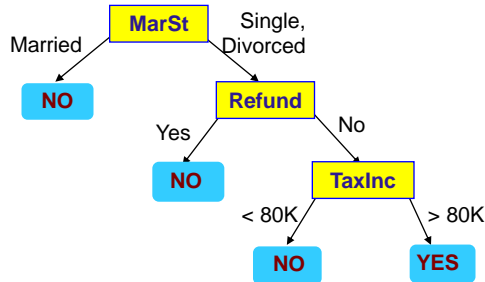 MarSt
Single,
Married
Divorced
NO
Refund
Yes
No
NO
TaxInc
< 80K
> 80K
NO
YES